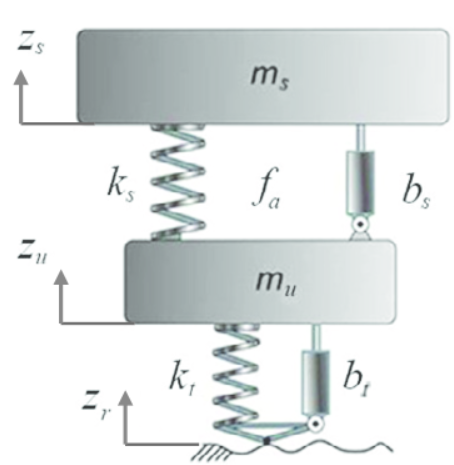 z_s
m_s
k_s f_a b_s
z_u
m_u
k_t b_t
z_r